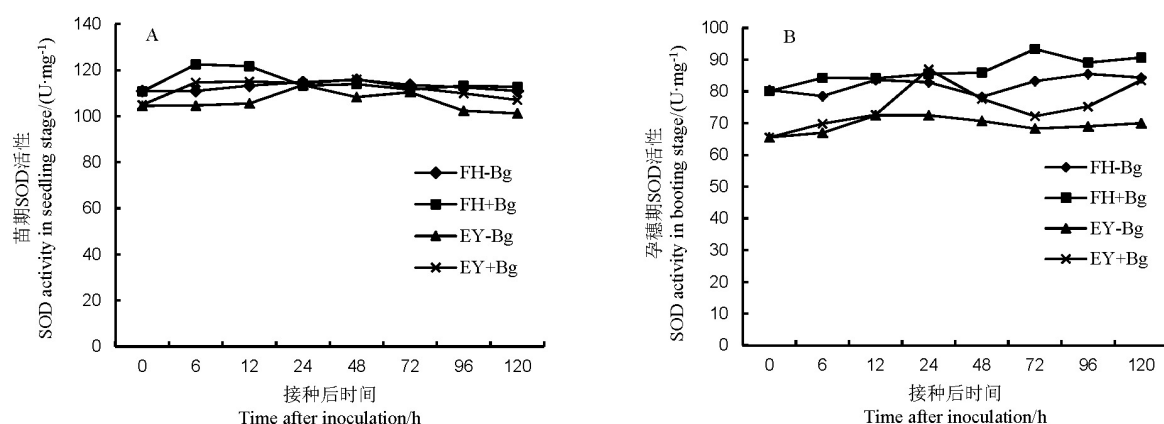 A
140
120
100
80
60
40
20
0
苗期SOD活性
SOD activity in seedling stage/(U·mg⁻¹)
FH-Bg
FH+Bg
EY-Bg
EY+Bg
0 6 12 24 48 72 96 120
接种后时间
Time after inoculation/h
B
100
90
80
70
60
50
40
30
20
10
0
孕穗期SOD活性
SOD activity in booting stage/(U·mg⁻¹)
FH-Bg
FH+Bg
EY-Bg
EY+Bg
0 6 12 24 48 72 96 120
接种后时间
Time after inoculation/h